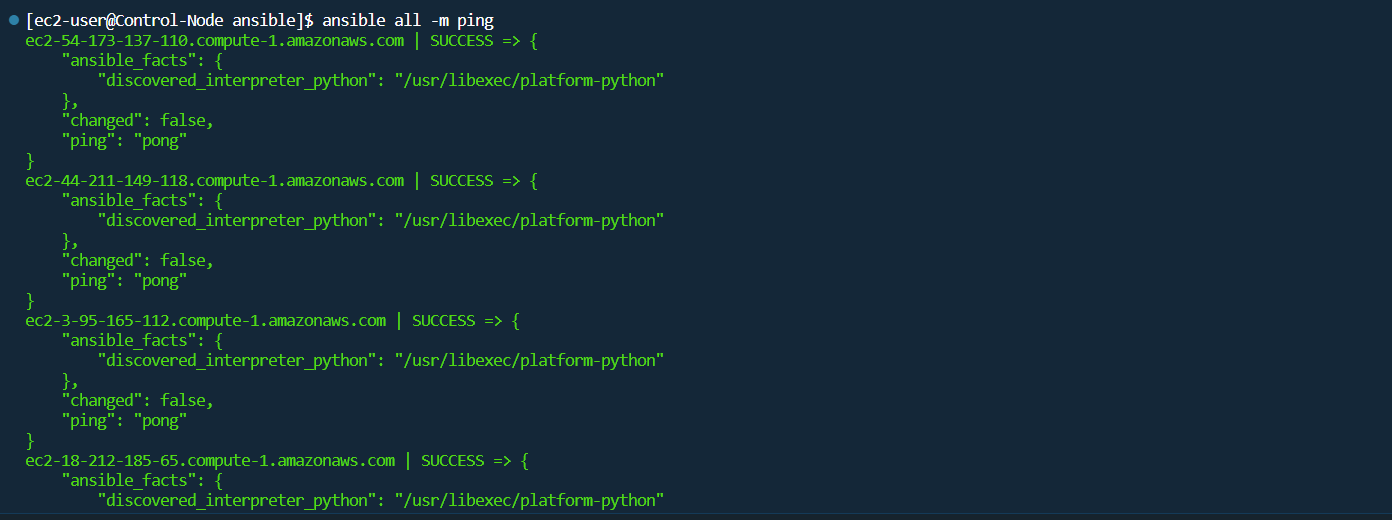 [ec2-user@Control-Node ansible]$ ansible all -m ping
ec2-54-173-137-110.compute-1.amazonaws.com | SUCCESS => {
    "ansible_facts": {
        "discovered_interpreter_python": "/usr/libexec/platform-python"
    },
    "changed": false,
    "ping": "pong"
}
ec2-44-211-149-118.compute-1.amazonaws.com | SUCCESS => {
    "ansible_facts": {
        "discovered_interpreter_python": "/usr/libexec/platform-python"
    },
    "changed": false,
    "ping": "pong"
}
ec2-3-95-165-112.compute-1.amazonaws.com | SUCCESS => {
    "ansible_facts": {
        "discovered_interpreter_python": "/usr/libexec/platform-python"
    },
    "changed": false,
    "ping": "pong"
}
ec2-18-212-185-65.compute-1.amazonaws.com | SUCCESS => {
    "ansible_facts": {
        "discovered_interpreter_python": "/usr/libexec/platform-python"